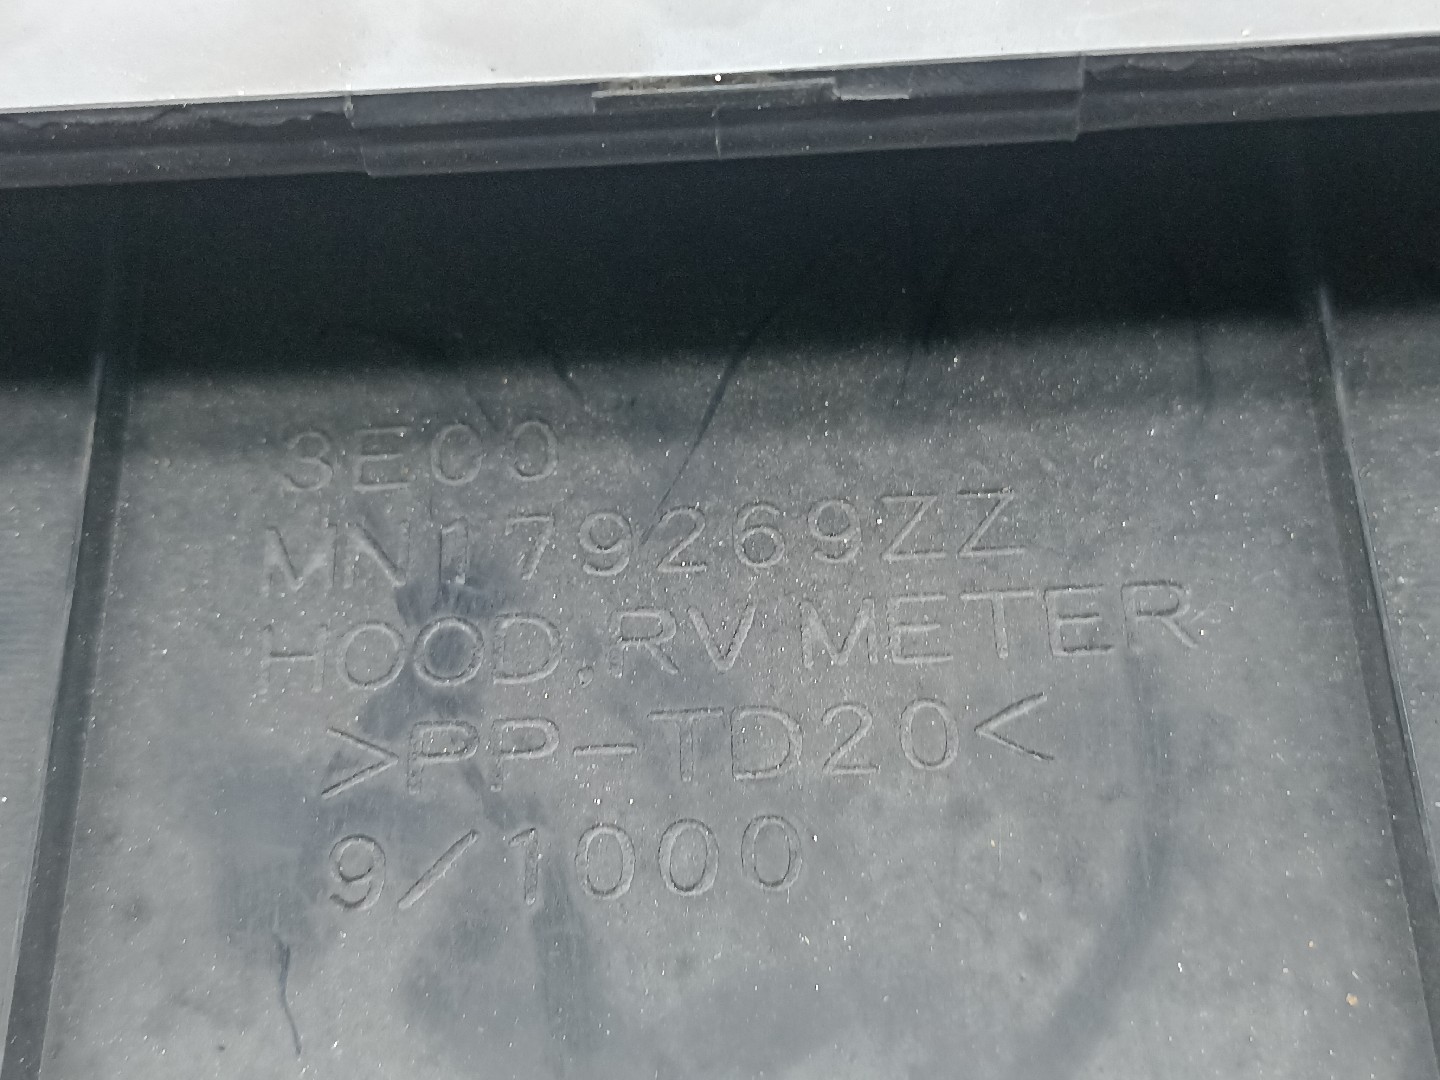 3E00
MN179269ZZ
HOOD,RV METER
>PP-TD20<
9/1000